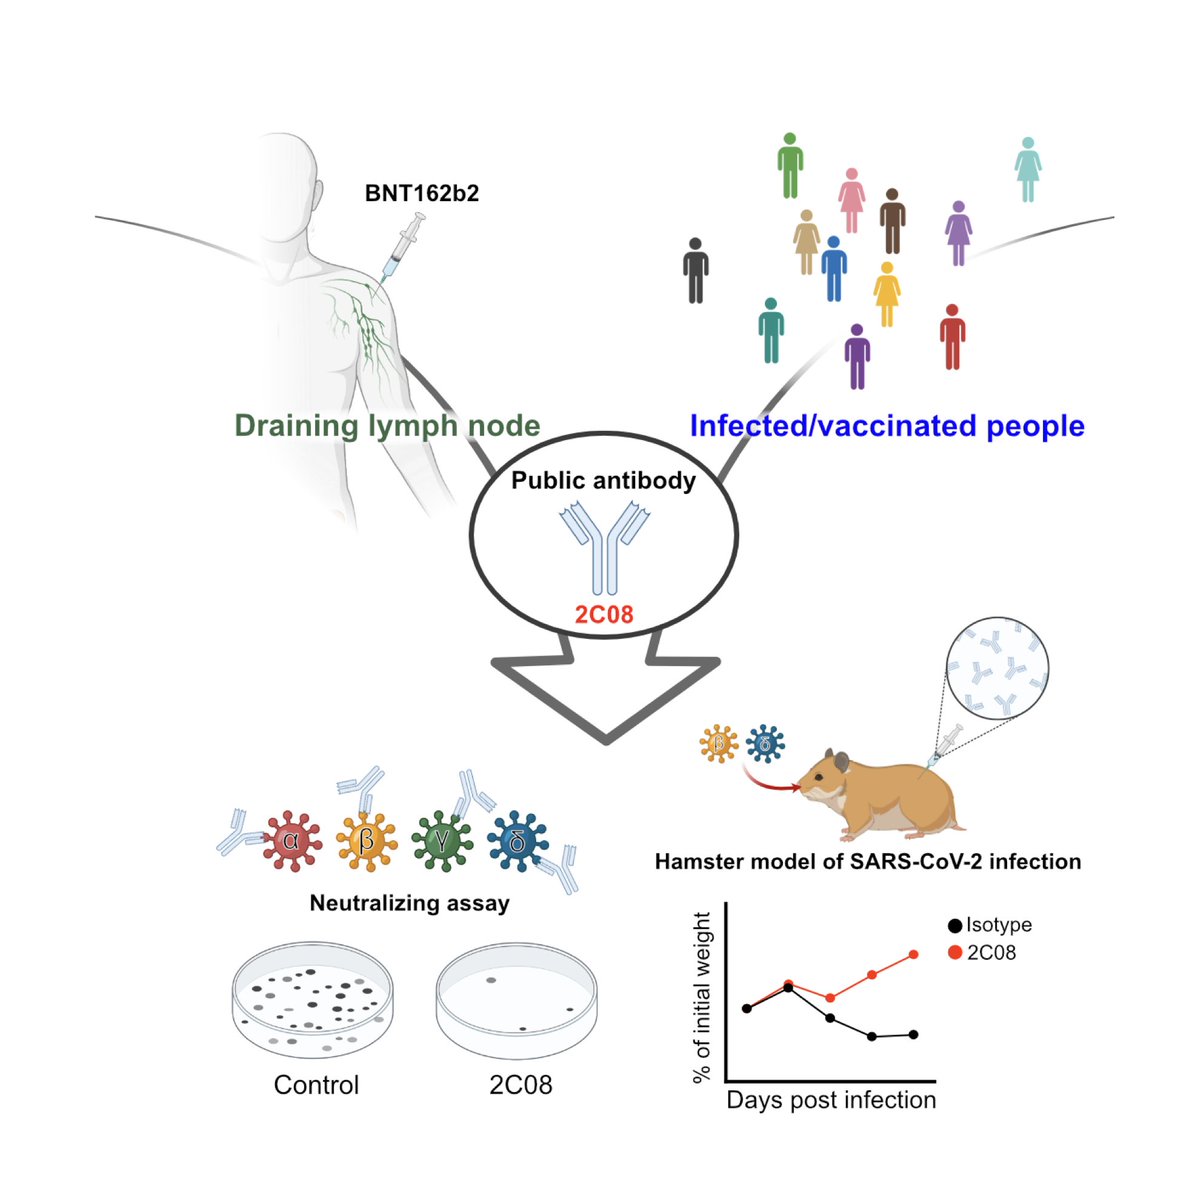 BNT162b2
Draining lymph node
Infected/vaccinated people
Public antibody
2C08
β δ
α β γ δ
Hamster model of SARS-CoV-2 infection
Neutralizing assay
% of initial weight
Isotype
2C08
Control
2C08
Days post infection